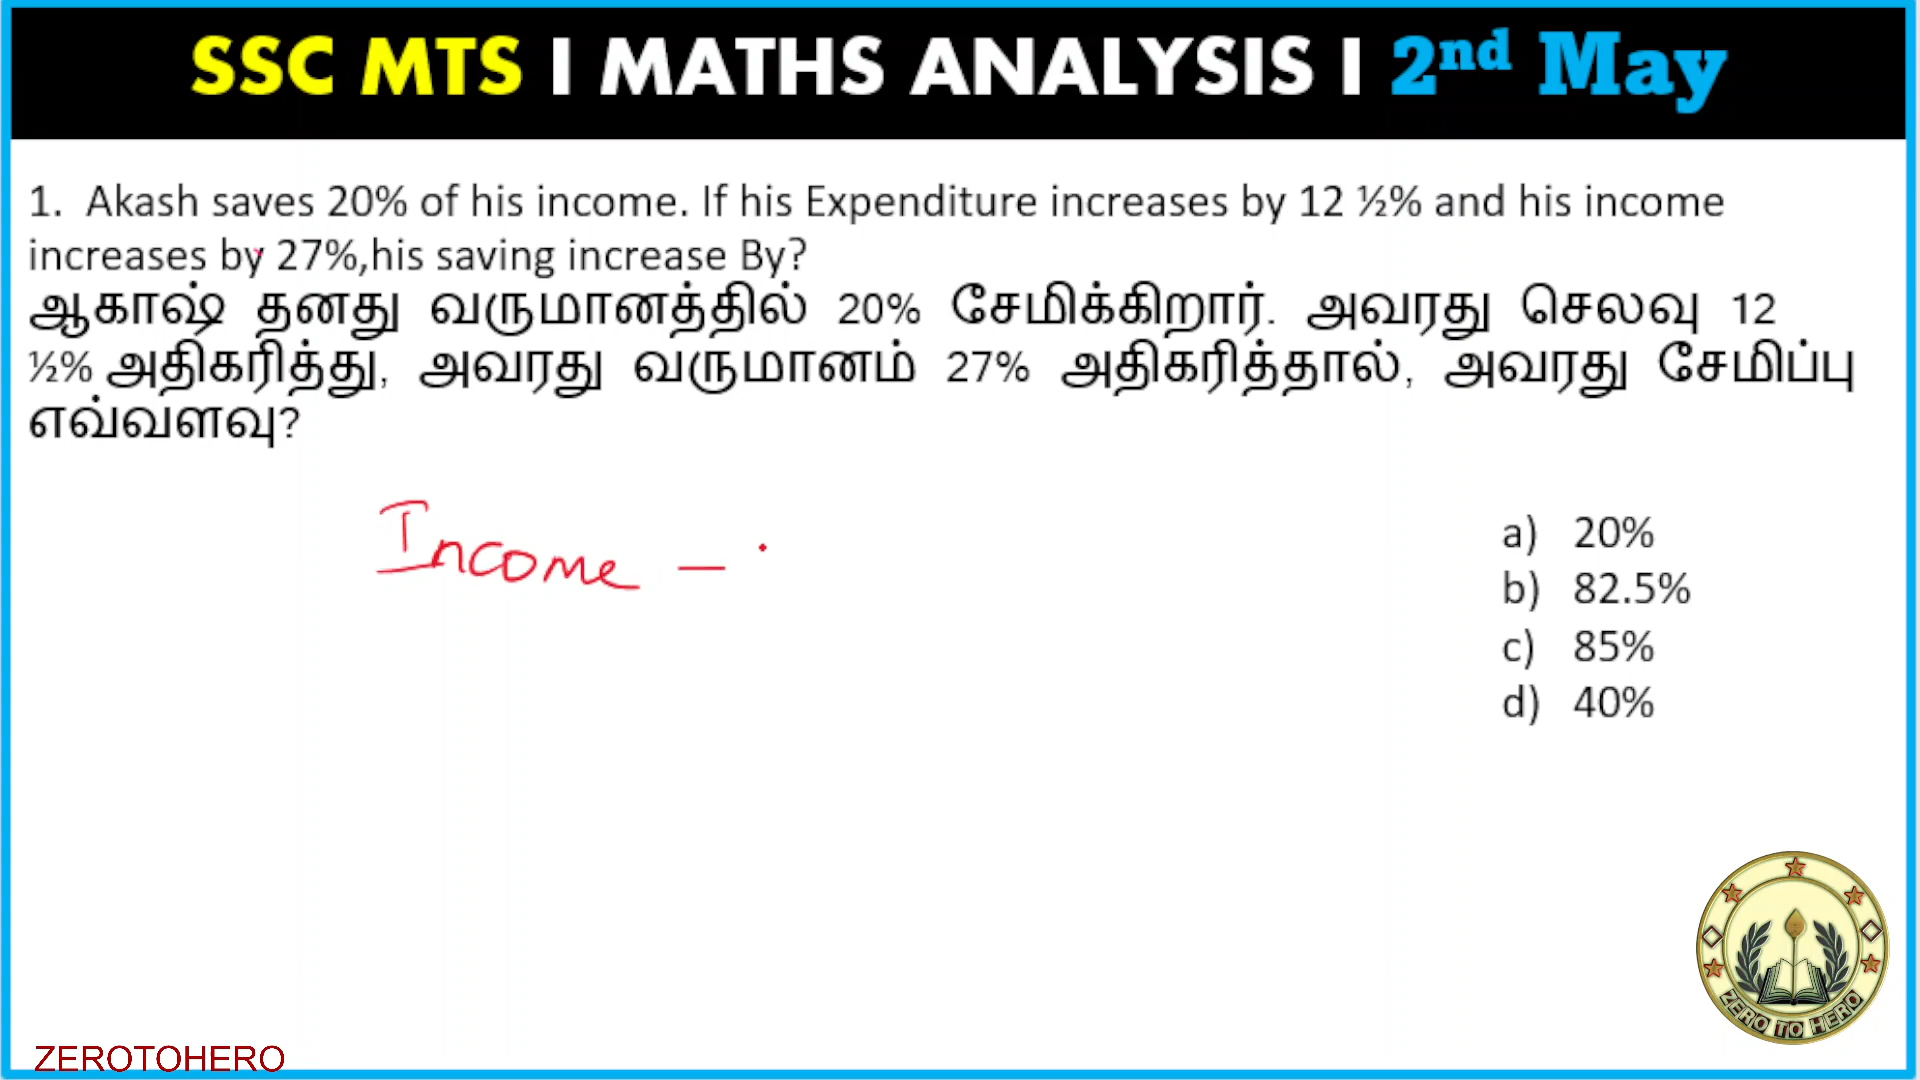 SSC MTS I MATHS ANALYSIS I 2nd May
1. Akash saves 20% of his income. If his Expenditure increases by 12 ½% and his income
increases by 27%,his saving increase By?
ஆகாஷ் தனது வருமானத்தில் 20% சேமிக்கிறார். அவரது செலவு 12
½% அதிகரித்து, அவரது வருமானம் 27% அதிகரித்தால், அவரது சேமிப்பு
எவ்வளவு?
Income –
a) 20%
b) 82.5%
c) 85%
d) 40%
ZERO TO HERO
ZEROTOHERO